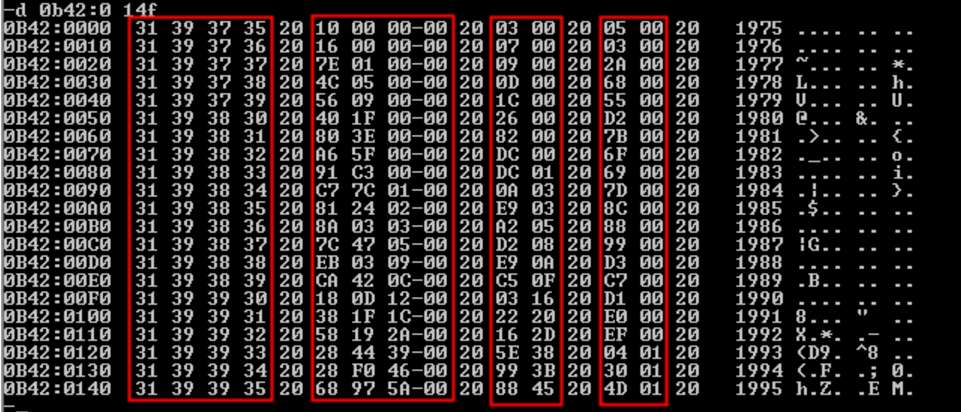 -d 0b42:0 14f
0B42:0000 31 39 37 35 20 10 00 00-00 20 03 00 20 05 00 20 1975 .... .. ..
0B42:0010 31 39 37 36 20 16 00 00-00 20 07 00 20 03 00 20 1976 .... .. ..
0B42:0020 31 39 37 37 20 7E 01 00-00 20 09 00 20 2A 00 20 1977 ~... .. *.
0B42:0030 31 39 37 38 20 4C 05 00-00 20 0D 00 20 68 00 20 1978 L... .. h.
0B42:0040 31 39 37 39 20 56 09 00-00 20 1C 00 20 55 00 20 1979 V... .. U.
0B42:0050 31 39 38 30 20 40 1F 00-00 20 26 00 20 D2 00 20 1980 @... &. ..
0B42:0060 31 39 38 31 20 80 3E 00-00 20 82 00 20 7B 00 20 1981 .>.. .. {.
0B42:0070 31 39 38 32 20 A6 5F 00-00 20 DC 00 20 6F 00 20 1982 ._.. .. o.
0B42:0080 31 39 38 33 20 91 C3 00-00 20 DC 01 20 69 00 20 1983 .... .. i.
0B42:0090 31 39 38 34 20 C7 7C 01-00 20 0A 03 20 7D 00 20 1984 .|.. .. }.
0B42:00A0 31 39 38 35 20 81 24 02-00 20 E9 03 20 8C 00 20 1985 .$.. .. ..
0B42:00B0 31 39 38 36 20 8A 03 03-00 20 A2 05 20 88 00 20 1986 .... .. ..
0B42:00C0 31 39 38 37 20 7C 47 05-00 20 D2 08 20 99 00 20 1987 |G.. .. ..
0B42:00D0 31 39 38 38 20 EB 03 09-00 20 E9 0A 20 D3 00 20 1988 .... .. ..
0B42:00E0 31 39 38 39 20 CA 42 0C-00 20 C5 0F 20 C7 00 20 1989 .B.. .. ..
0B42:00F0 31 39 39 30 20 18 0D 12-00 20 03 16 20 D1 00 20 1990 .... .. ..
0B42:0100 31 39 39 31 20 38 1F 1C-00 20 22 20 20 E0 00 20 1991 8... "  ..
0B42:0110 31 39 39 32 20 58 19 2A-00 20 16 2D 20 EF 00 20 1992 X.*. .- ..
0B42:0120 31 39 39 33 20 28 44 39-00 20 5E 38 20 04 01 20 1993 (D9. ^8 ..
0B42:0130 31 39 39 34 20 28 F0 46-00 20 99 3B 20 30 01 20 1994 (.F. .; 0.
0B42:0140 31 39 39 35 20 68 97 5A-00 20 88 45 20 4D 01 20 1995 h.Z. .E M.
-